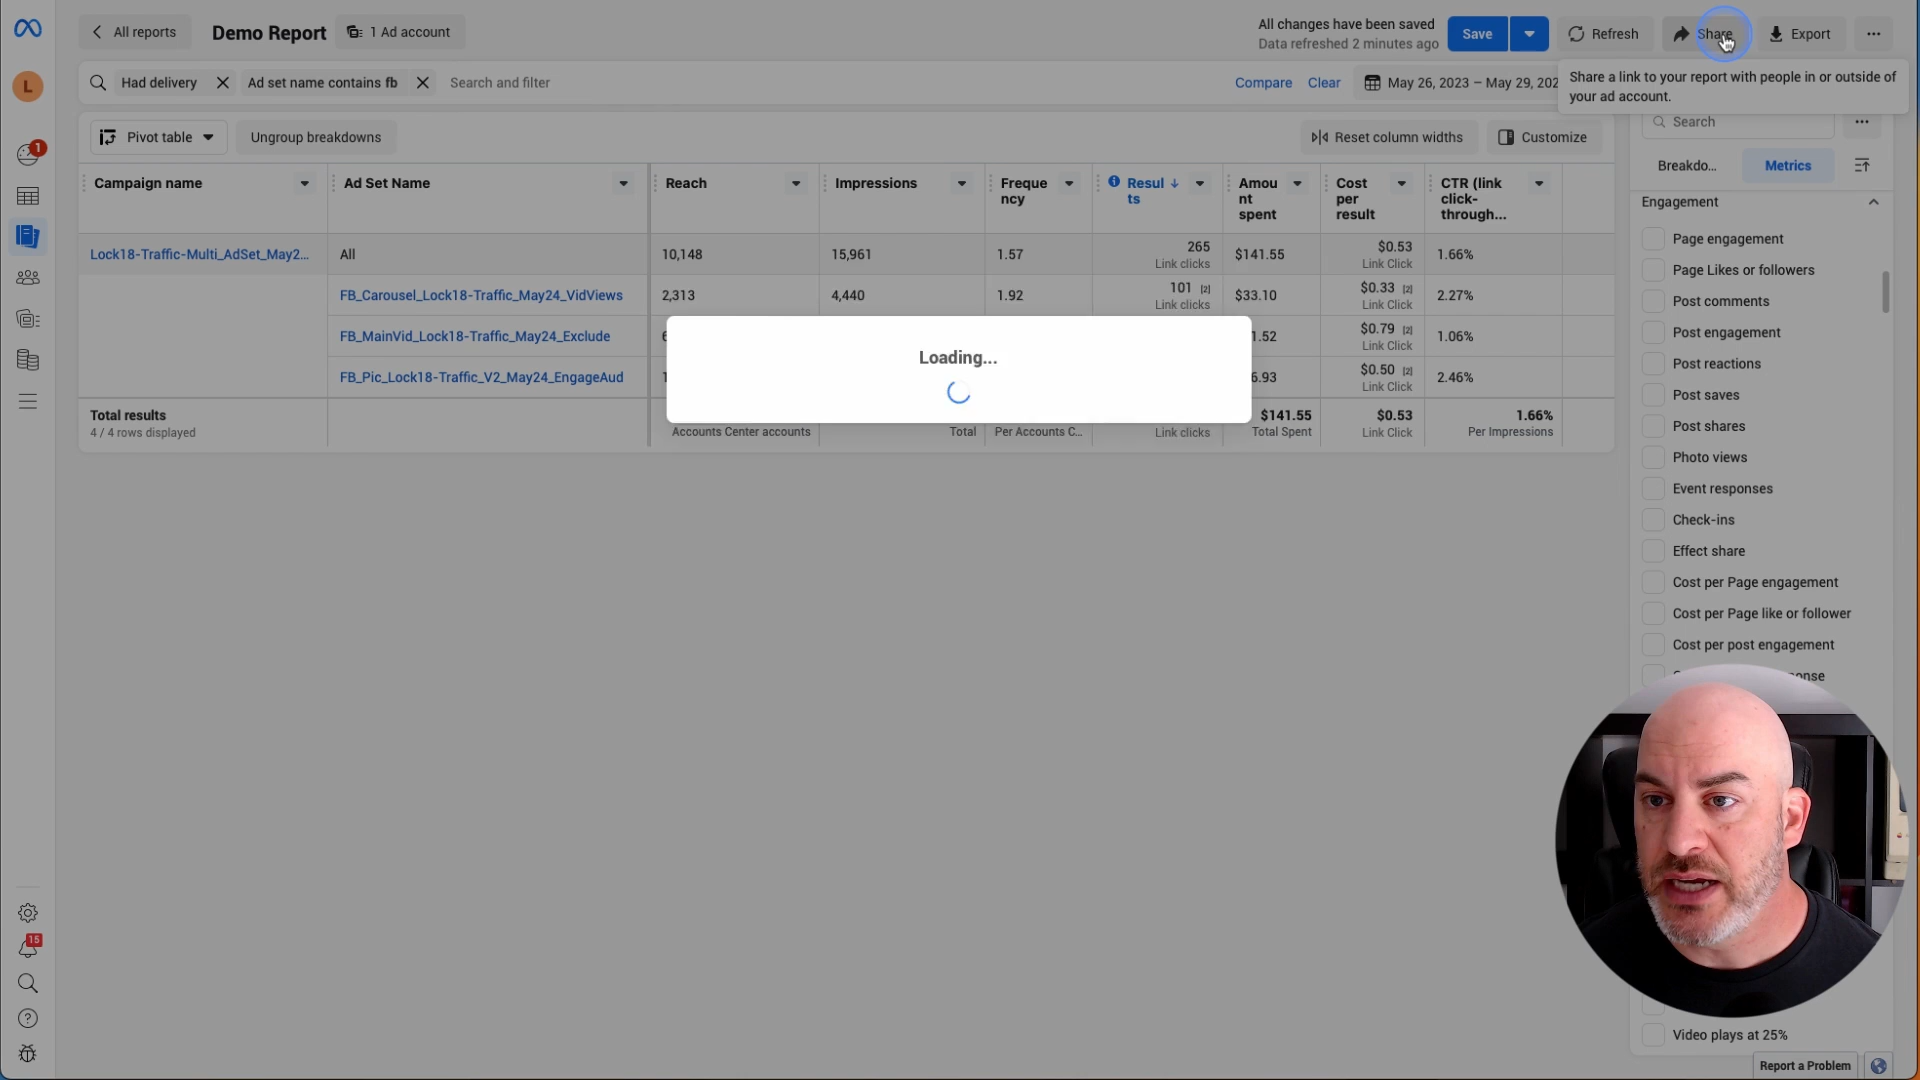 All reports
Demo Report
1 Ad account
All changes have been saved
Data refreshed 2 minutes ago
Save
Refresh
Share
Export
Had delivery
Ad set name contains fb
Search and filter
Compare
Clear
May 26, 2023 – May 29, 202
Share a link to your report with people in or outside of
your ad account.
L
1
Pivot table
Ungroup breakdowns
Reset column widths
Customize
Search
Breakdo...
Metrics
Campaign name
Ad Set Name
Reach
Impressions
Freque
ncy
Resul
ts
Amou
nt
spent
Cost
per
result
CTR (link
click-
through...
Lock18-Traffic-Multi_AdSet_May2...
All
10,148
15,961
1.57
265
Link clicks
$141.55
$0.53
Link Click
1.66%
FB_Carousel_Lock18-Traffic_May24_VidViews
2,313
4,440
1.92
101 [2]
Link clicks
$33.10
$0.33 [2]
Link Click
2.27%
FB_MainVid_Lock18-Traffic_May24_Exclude
1.52
$0.79 [2]
Link Click
1.06%
FB_Pic_Lock18-Traffic_V2_May24_EngageAud
6.93
$0.50 [2]
Link Click
2.46%
Loading...
Total results
4 / 4 rows displayed
Accounts Center accounts
Total
Per Accounts C...
Link clicks
$141.55
Total Spent
$0.53
Link Click
1.66%
Per Impressions
Engagement
Page engagement
Page Likes or followers
Post comments
Post engagement
Post reactions
Post saves
Post shares
Photo views
Event responses
Check-ins
Effect share
Cost per Page engagement
Cost per Page like or follower
Cost per post engagement
onse
Video plays at 25%
15
Report a Problem